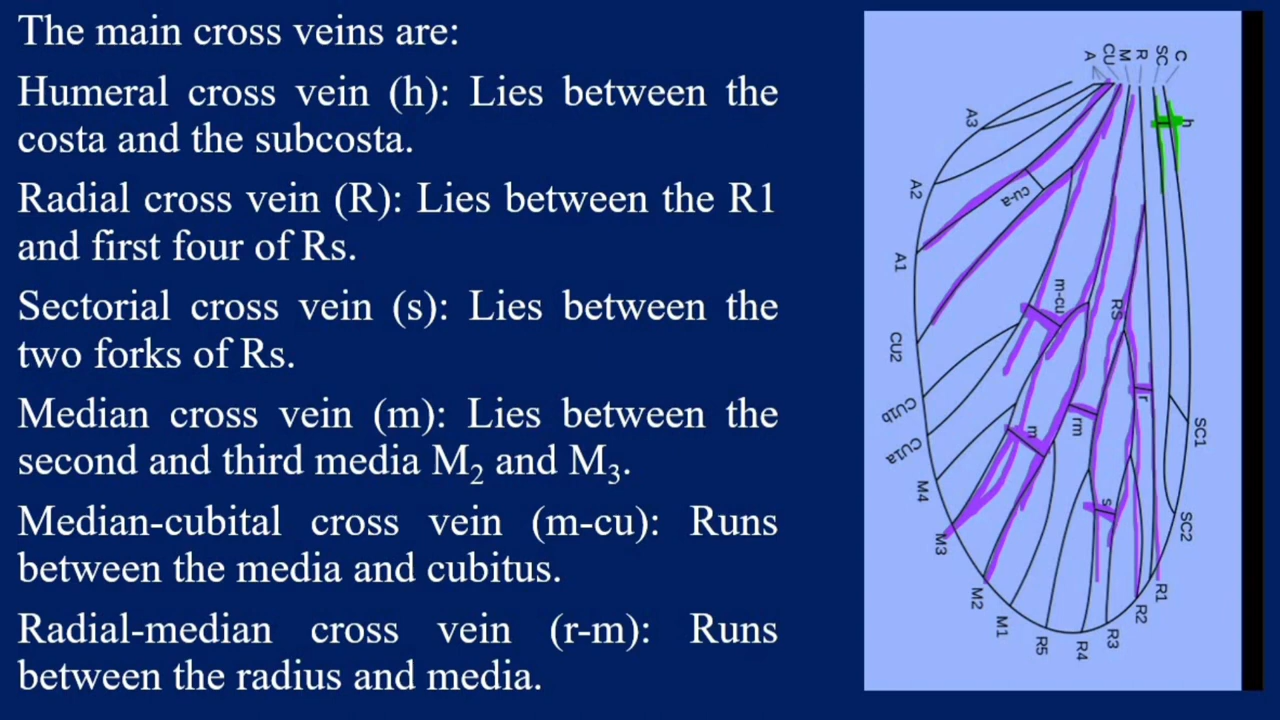 The main cross veins are:
Humeral cross vein (h): Lies between the
costa and the subcosta.
Radial cross vein (R): Lies between the R1
and first four of Rs.
Sectorial cross vein (s): Lies between the
two forks of Rs.
Median cross vein (m): Lies between the
second and third media M₂ and M₃.
Median-cubital cross vein (m-cu): Runs
between the media and cubitus.
Radial-median cross vein (r-m): Runs
between the radius and media.
A
CU
M
R
SC
C
h
A3
A2
cu-a
A1
m-cu
RS
CU2
r
CU1b
rm
m
SC1
CU1a
M4
s
SC2
M3
M2
R1
M1
R2
R5
R4
R3